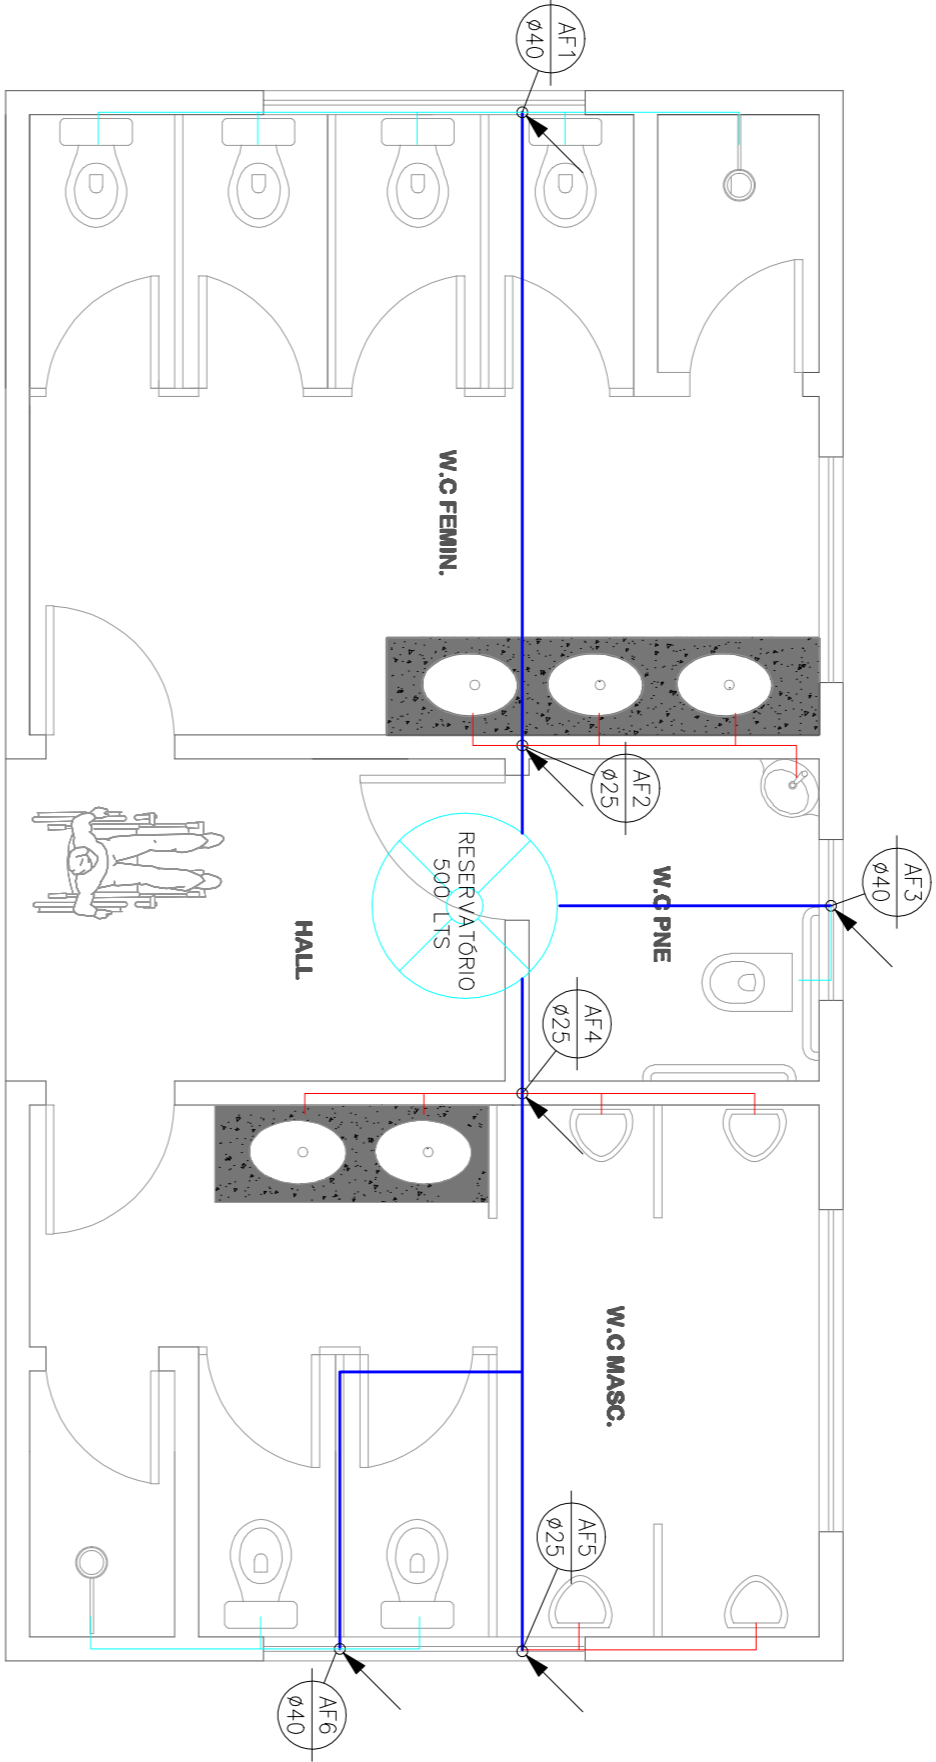 AF1
Ø40
W.C FEMIN.
AF2
Ø25
AF3
Ø40
W.C PNE
RESERVATÓRIO
500 LTS
HALL
AF4
Ø25
W.C MASC.
AF5
Ø25
AF6
Ø40